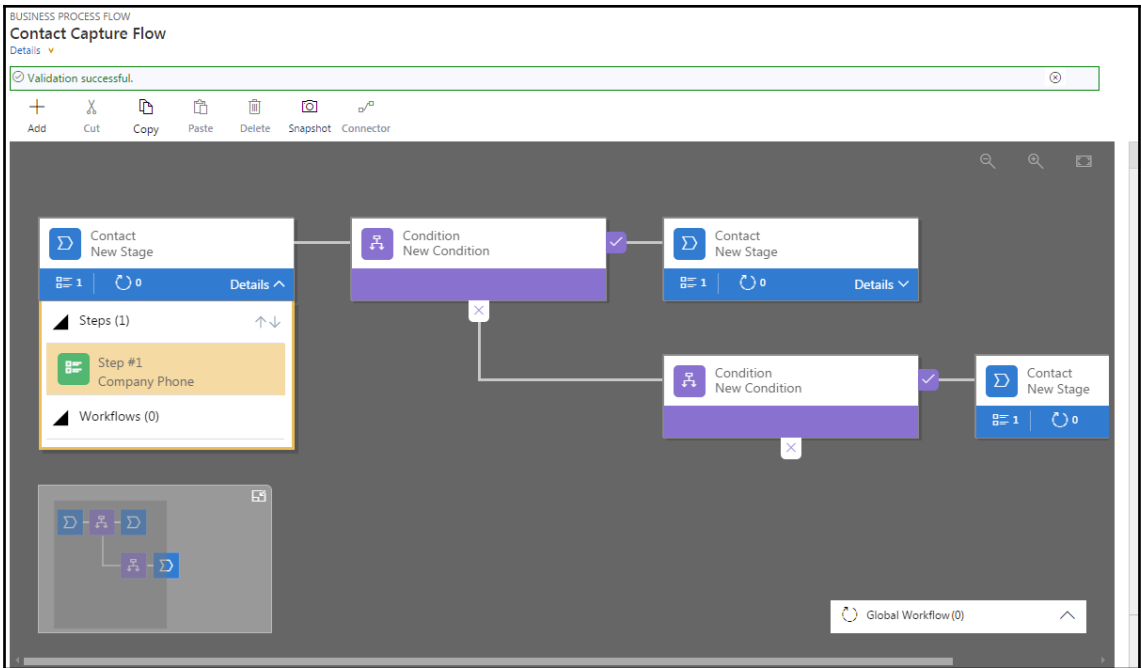 BUSINESS PROCESS FLOW
Contact Capture Flow
Details
Validation successful.
Add Cut Copy Paste Delete Snapshot Connector
Contact
New Stage
1 0 Details
Steps (1)
Step #1
Company Phone
Workflows (0)
Condition
New Condition
Contact
New Stage
1 0 Details
Condition
New Condition
Contact
New Stage
1 0
Global Workflow (0)